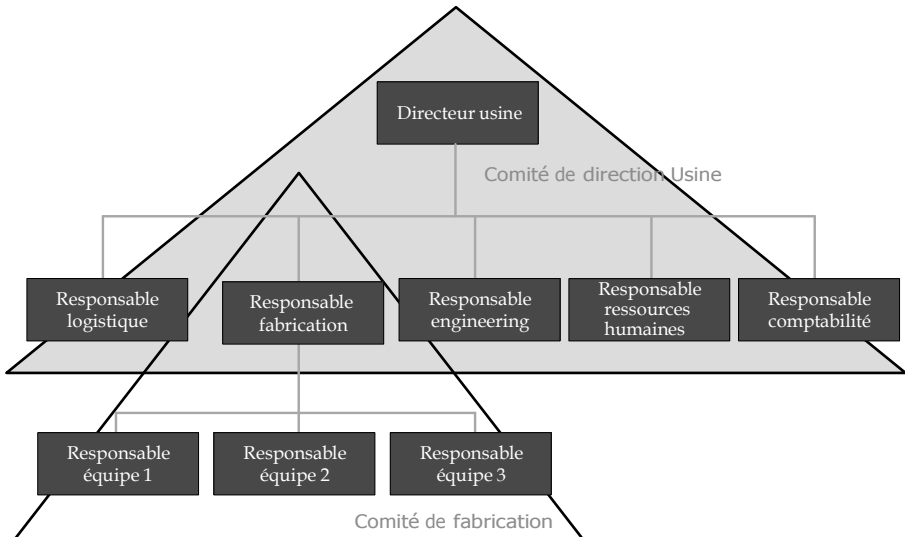 Directeur usine
Comité de direction Usine
Responsable
logistique
Responsable
fabrication
Responsable
engineering
Responsable
ressources
humaines
Responsable
comptabilité
Responsable
équipe 1
Responsable
équipe 2
Responsable
équipe 3
Comité de fabrication